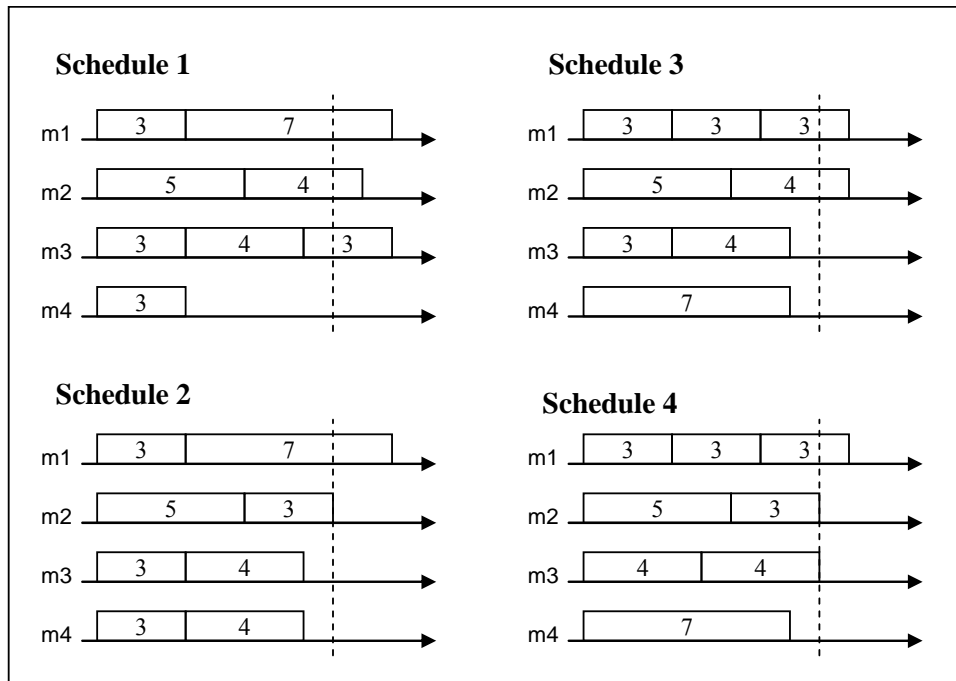 Schedule 1
m1 3 7
m2 5 4
m3 3 4 3
m4 3
Schedule 3
m1 3 3 3
m2 5 4
m3 3 4
m4 7
Schedule 2
m1 3 7
m2 5 3
m3 3 4
m4 3 4
Schedule 4
m1 3 3 3
m2 5 3
m3 4 4
m4 7